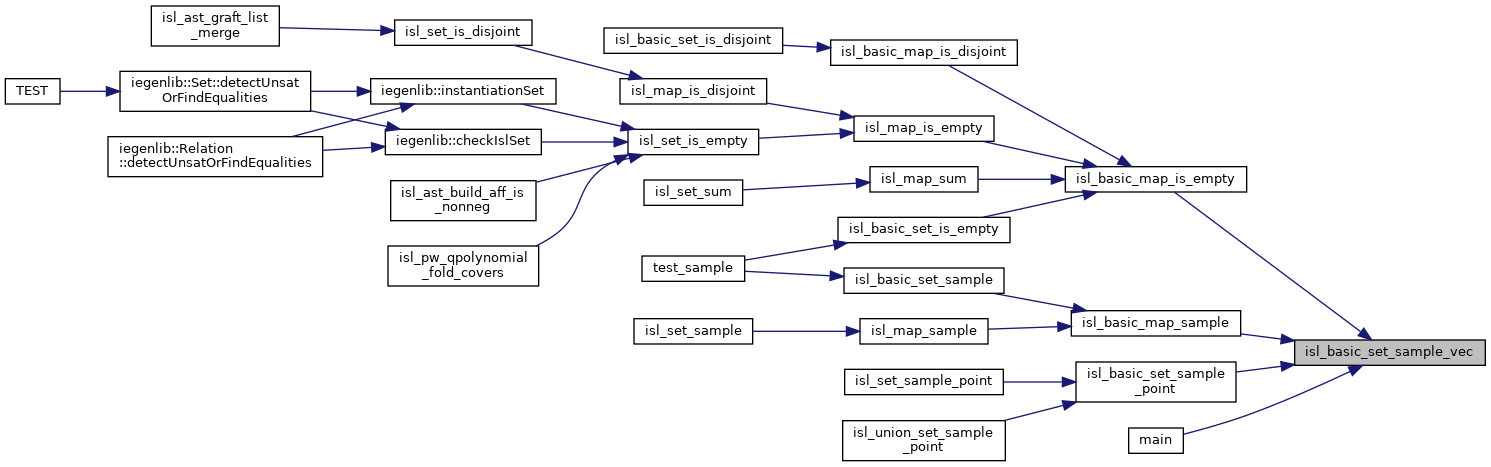 isl_ast_graft_list
_merge
isl_set_is_disjoint
isl_basic_set_is_disjoint
isl_basic_map_is_disjoint
TEST
iegenlib::Set::detectUnsat
OrFindEqualities
iegenlib::instantiationSet
isl_map_is_disjoint
iegenlib::Relation
::detectUnsatOrFindEqualities
iegenlib::checkIslSet
isl_set_is_empty
isl_map_is_empty
isl_ast_build_aff_is
_nonneg
isl_set_sum
isl_map_sum
isl_basic_map_is_empty
isl_pw_qpolynomial
_fold_covers
isl_basic_set_is_empty
test_sample
isl_basic_set_sample
isl_set_sample
isl_map_sample
isl_basic_map_sample
isl_basic_set_sample_vec
isl_set_sample_point
isl_basic_set_sample
_point
isl_union_set_sample
_point
main